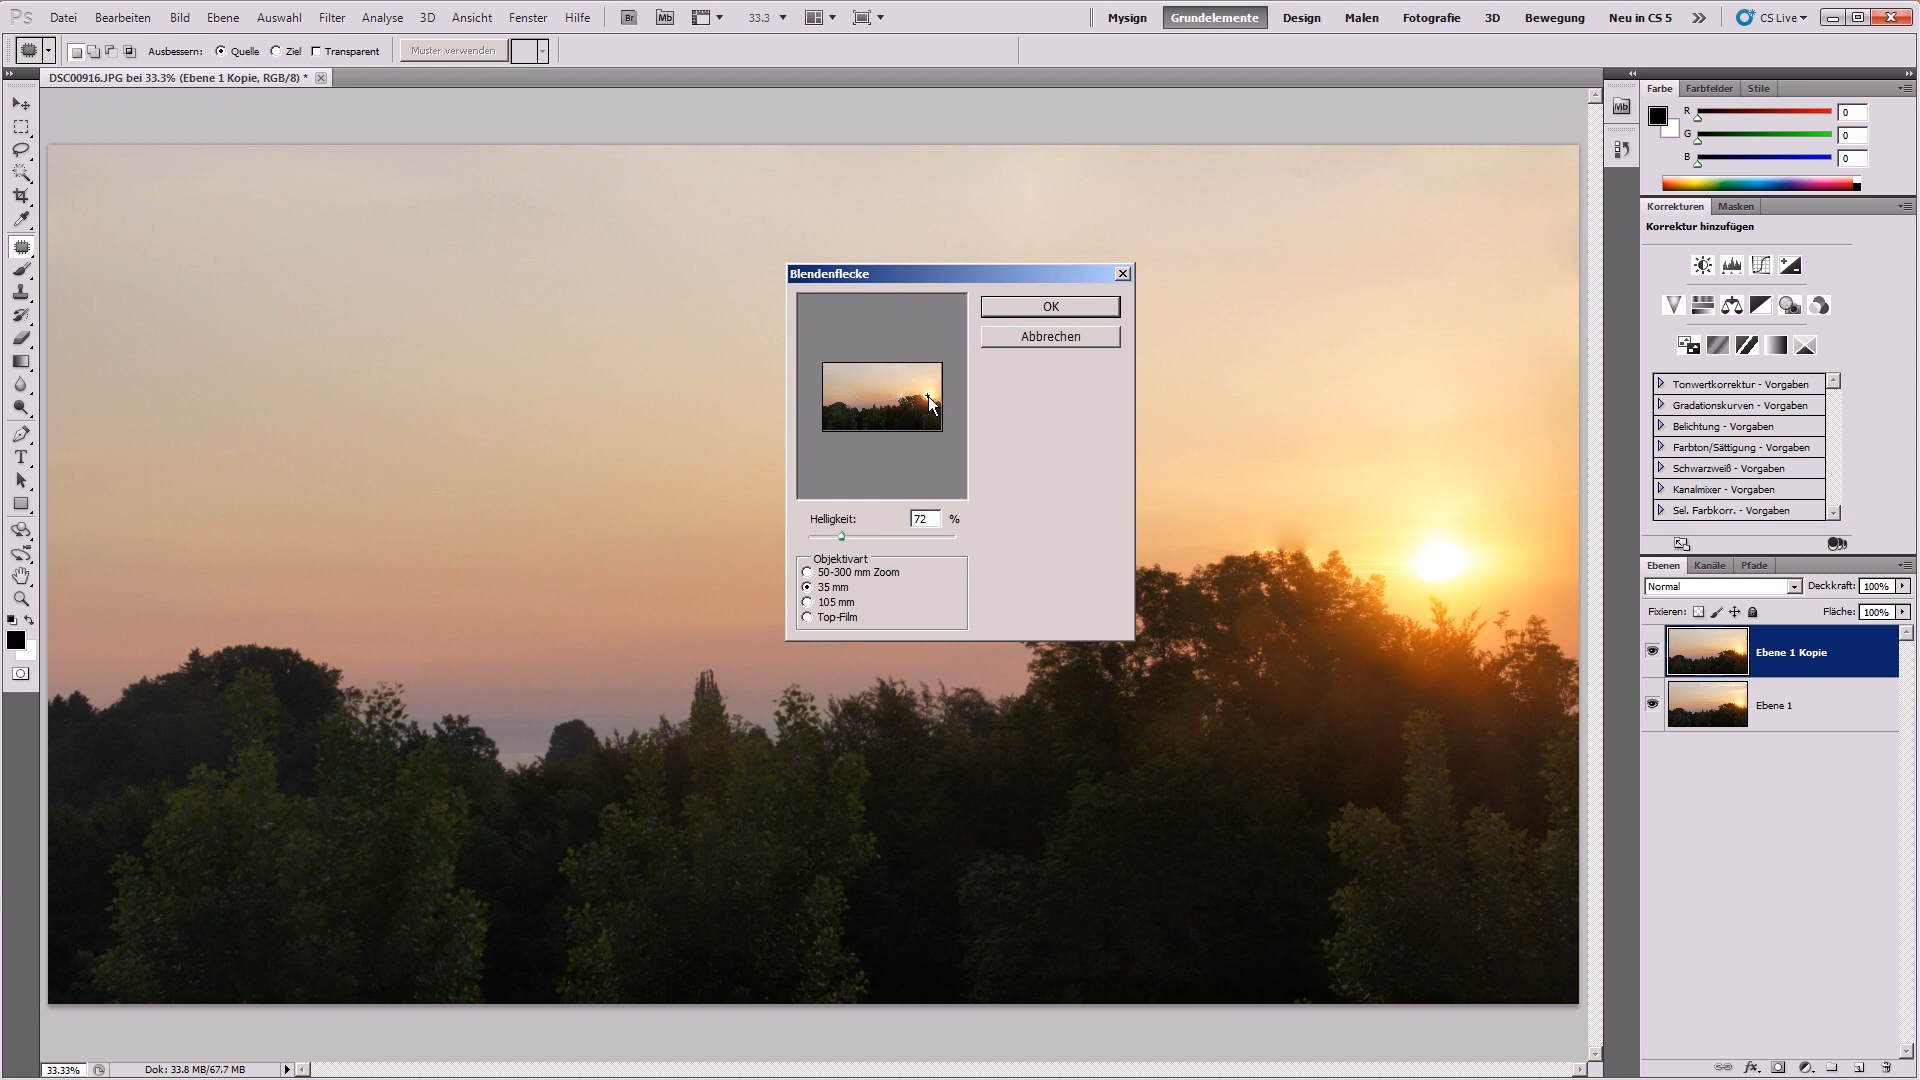 Ps Datei Bearbeiten Bild Ebene Auswahl Filter Analyse 3D Ansicht Fenster Hilfe Br Mb 33.3 Mysign Grundelemente Design Malen Fotografie 3D Bewegung Neu in CS 5 CS Live
Ausbessern: Quelle Ziel Transparent Muster verwenden
DSC00916.JPG bei 33.3% (Ebene 1 Kopie, RGB/8) *
Blendenflecke
OK
Abbrechen
Helligkeit: 72 %
Objektivart
50-300 mm Zoom
35 mm
105 mm
Top-Film
Mb
Farbe Farbfelder Stile
R 0
G 0
B 0
Korrekturen Masken
Korrektur hinzufügen
Tonwertkorrektur - Vorgaben
Gradationskurven - Vorgaben
Belichtung - Vorgaben
Farbton/Sättigung - Vorgaben
Schwarzweiß - Vorgaben
Kanalmixer - Vorgaben
Sel. Farbkorr. - Vorgaben
Ebenen Kanäle Pfade
Normal Deckkraft: 100%
Fixieren: Fläche: 100%
Ebene 1 Kopie
Ebene 1
T
fx
33.33% Dok: 33.8 MB/67.7 MB